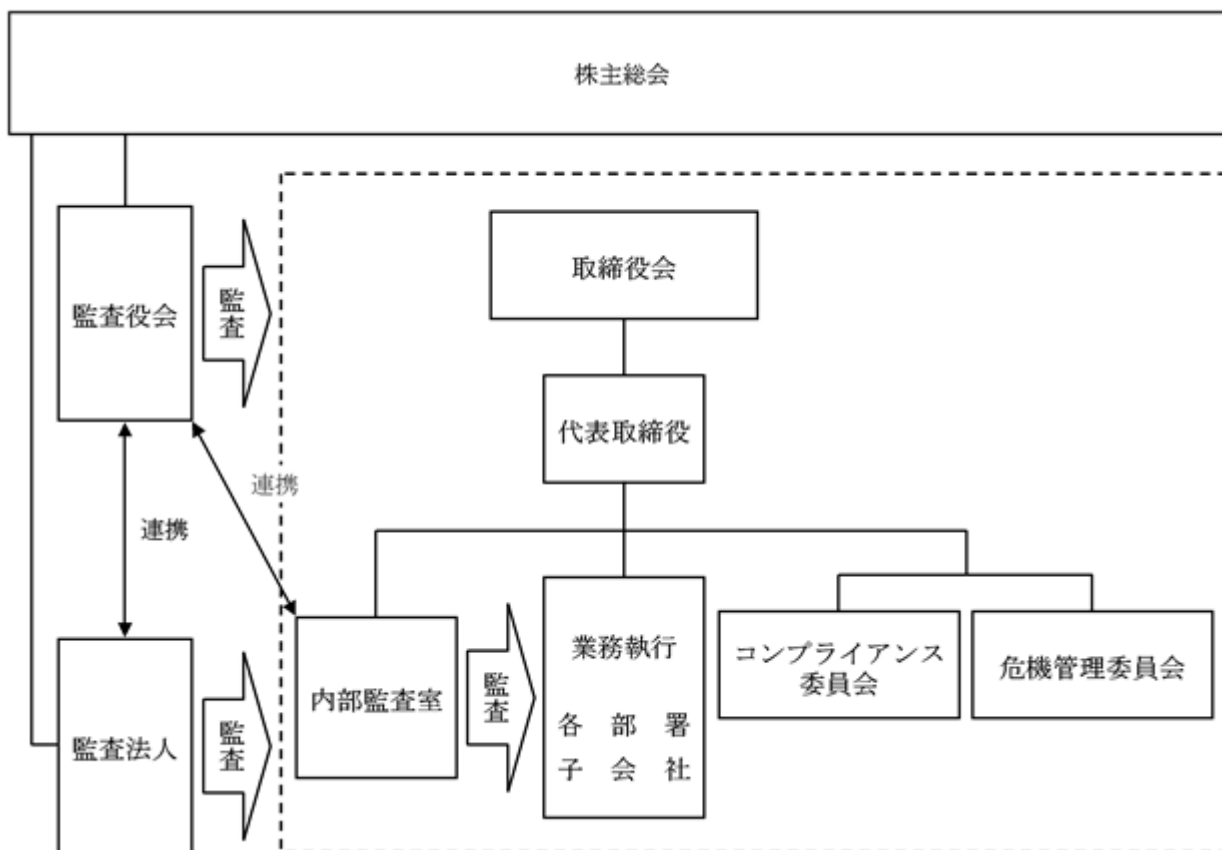 株主総会
監査役会
監査
取締役会
代表取締役
連携
連携
内部監査室
監査
業務執行
各部署
子会社
コンプライアンス
委員会
危機管理委員会
監査法人
監査